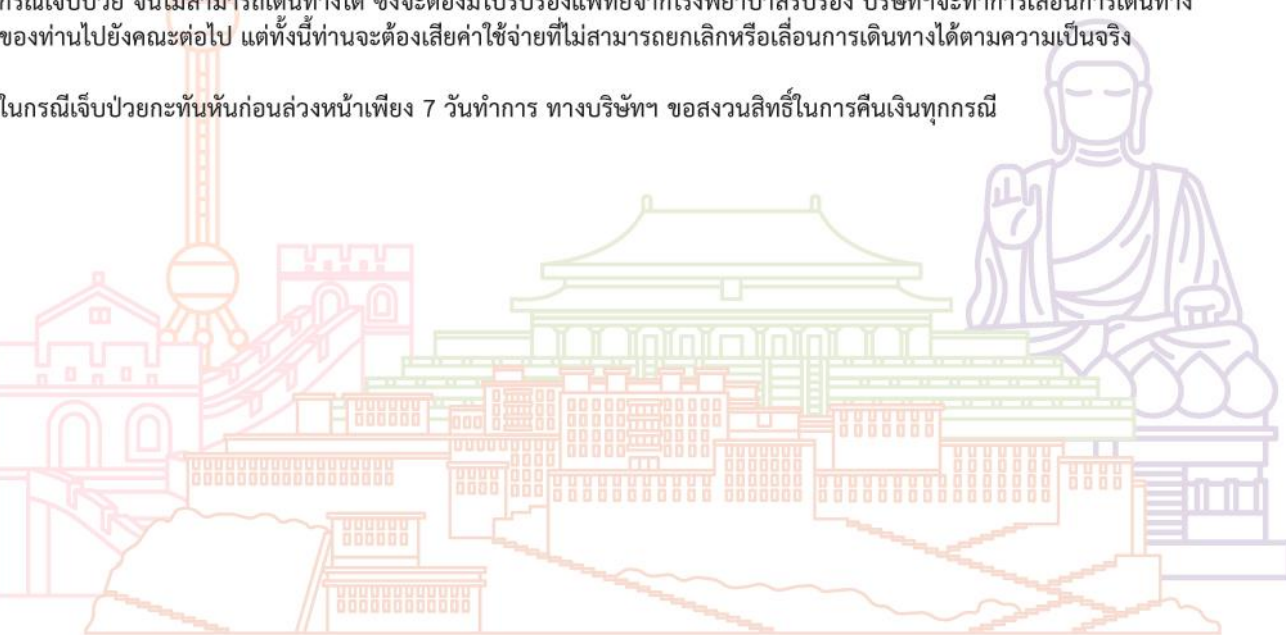 กรณีเจ็บป่วย จนไม่สามารถเดินทางได้ ซึ่งจะต้องมีใบรับรองแพทย์จากโรงพยาบาลรับรอง บริษัทฯจะทำการเลื่อนการเดินทาง
ของท่านไปยังคณะต่อไป แต่ทั้งนี้ท่านจะต้องเสียค่าใช้จ่ายที่ไม่สามารถยกเลิกหรือเลื่อนการเดินทางได้ตามความเป็นจริง
ในกรณีเจ็บป่วยกะทันหันก่อนล่วงหน้าเพียง 7 วันทำการ ทางบริษัทฯ ขอสงวนสิทธิ์ในการคืนเงินทุกกรณี